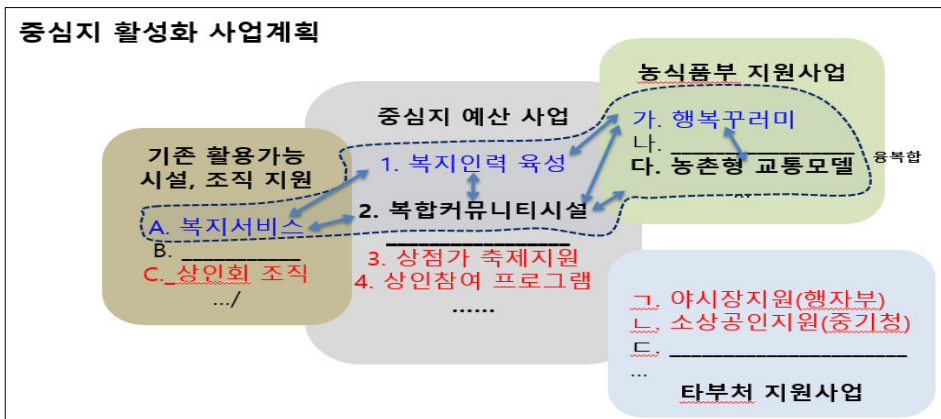 중심지 활성화 사업계획
농식품부 지원사업
가. 행복꾸러미
나. _________________
다. 농촌형 교통모델
융복합
중심지 예산 사업
1. 복지인력 육성
2. 복합커뮤니티시설
_________________
3. 상점가 축제지원
4. 상인참여 프로그램
......
기존 활용가능
시설, 조직 지원
A. 복지서비스
B. ___________
C. 상인회 조직
.../
ㄱ. 야시장지원(행자부)
ㄴ. 소상공인지원(중기청)
ㄷ. ______________________
...
타부처 지원사업